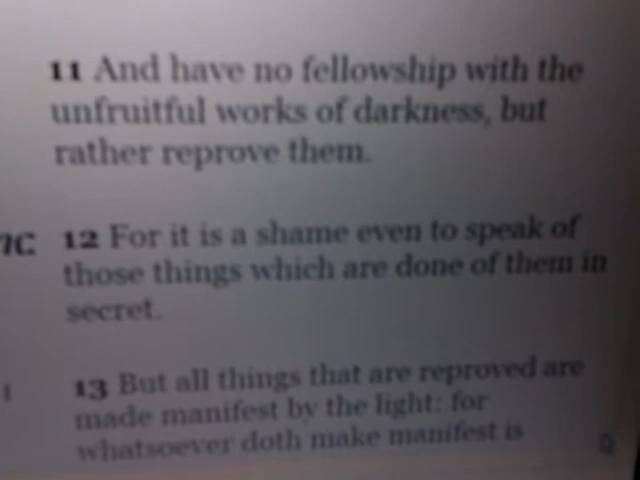 11 And have no fellowship with the
unfruitful works of darkness, but
rather reprove them.
12 For it is a shame even to speak of
those things which are done of them in
secret.
13 But all things that are reproved are
made manifest by the light: for
whatsoever doth make manifest is